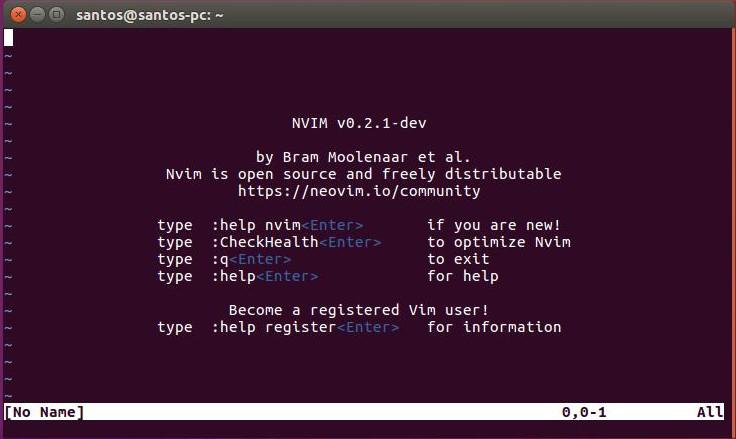 santos@santos-pc: ~
~
~
~
~
~
NVIM v0.2.1-dev
~
~
by Bram Moolenaar et al.
~
Nvim is open source and freely distributable
~
https://neovim.io/community
~
~
type :help nvim<Enter> if you are new!
~
type :CheckHealth<Enter> to optimize Nvim
~
type :q<Enter> to exit
~
type :help<Enter> for help
~
~
Become a registered Vim user!
~
type :help register<Enter> for information
~
~
~
~
[No Name] 0,0-1 All